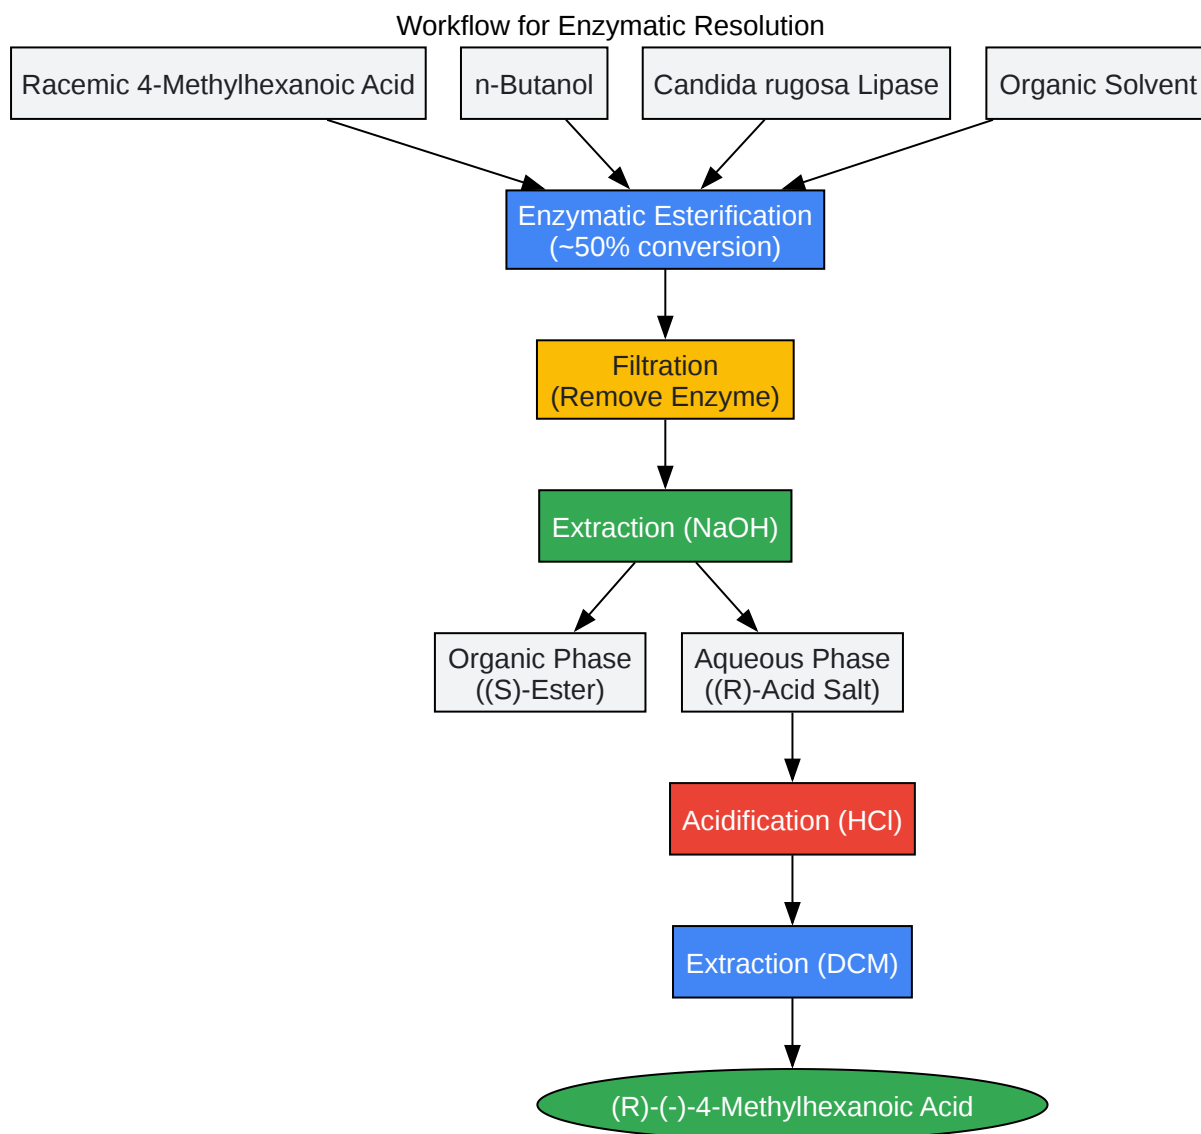 Workflow for Enzymatic Resolution
Racemic 4-Methylhexanoic Acid
n-Butanol
Candida rugosa Lipase
Organic Solvent
Enzymatic Esterification
(~50% conversion)
Filtration
(Remove Enzyme)
Extraction (NaOH)
Organic Phase
((S)-Ester)
Aqueous Phase
((R)-Acid Salt)
Acidification (HCl)
Extraction (DCM)
(R)-(-)-4-Methylhexanoic Acid